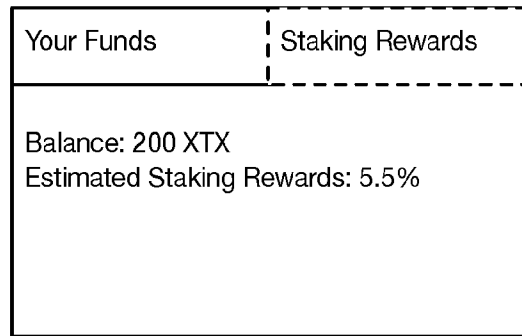 Your Funds
Staking Rewards
Balance: 200 XTX
Estimated Staking Rewards: 5.5%